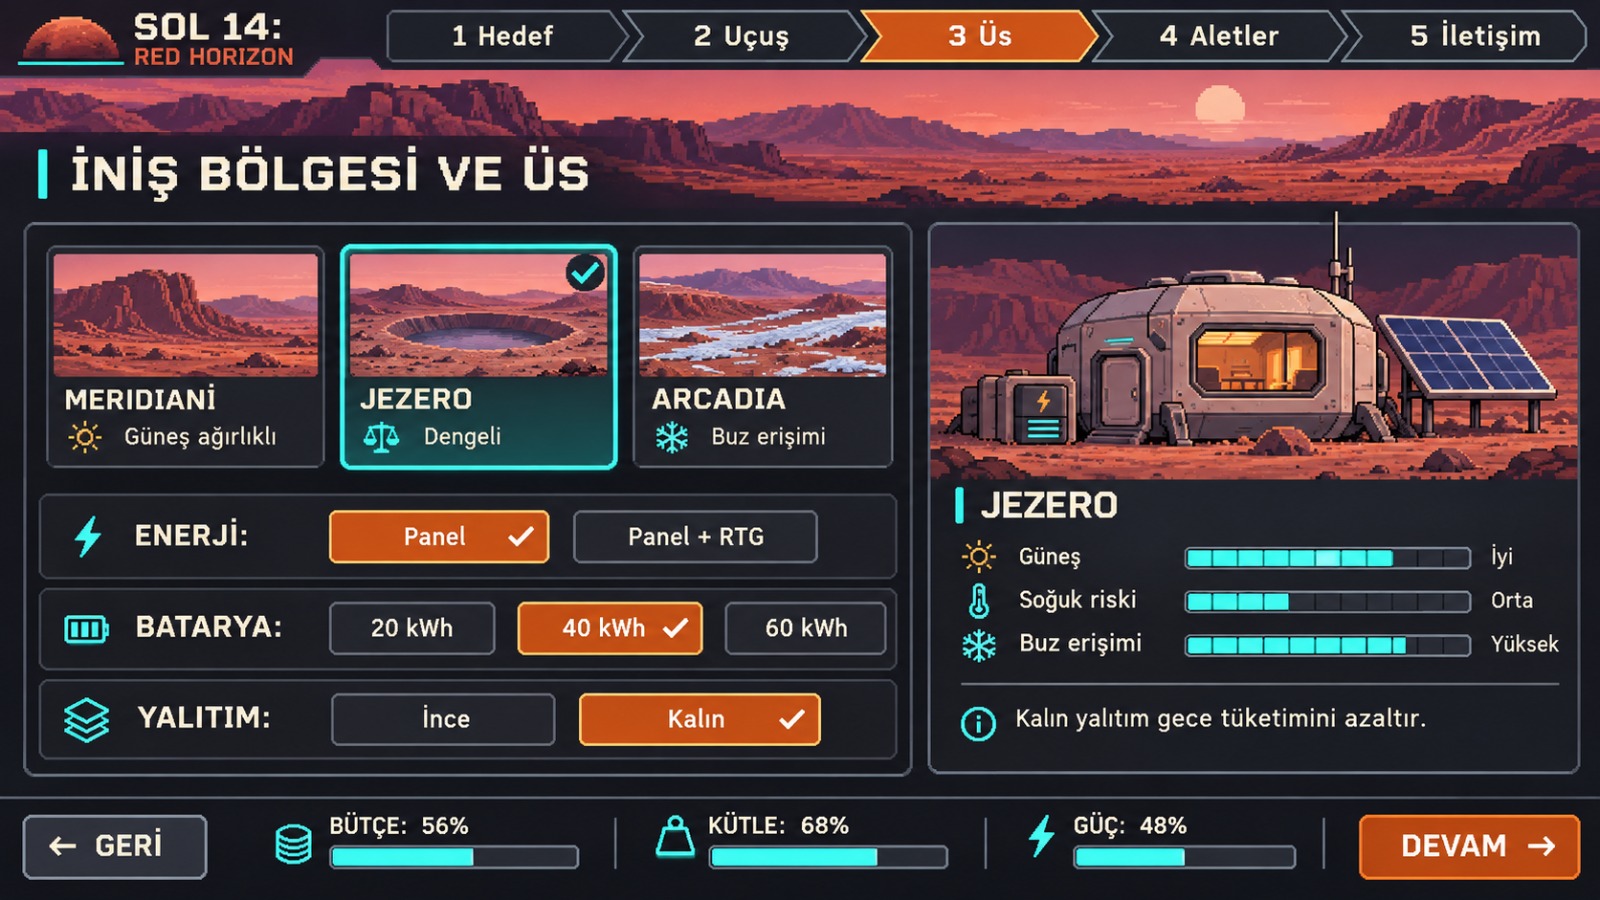 SOL 14:
RED HORIZON
1 Hedef
2 Uçuş
3 Üs
4 Aletler
5 İletişim
İNİŞ BÖLGESİ VE ÜS
MERIDIANİ
Güneş ağırlıklı
JEZERO
Dengeli
ARCADIA
Buz erişimi
ENERJİ:
Panel
Panel + RTG
BATARYA:
20 kWh
40 kWh
60 kWh
YALITIM:
İnce
Kalın
JEZERO
Güneş
İyi
Soğuk riski
Orta
Buz erişimi
Yüksek
Kalın yalıtım gece tüketimini azaltır.
← GERİ
BÜTÇE: 56%
KÜTLE: 68%
GÜÇ: 48%
DEVAM →